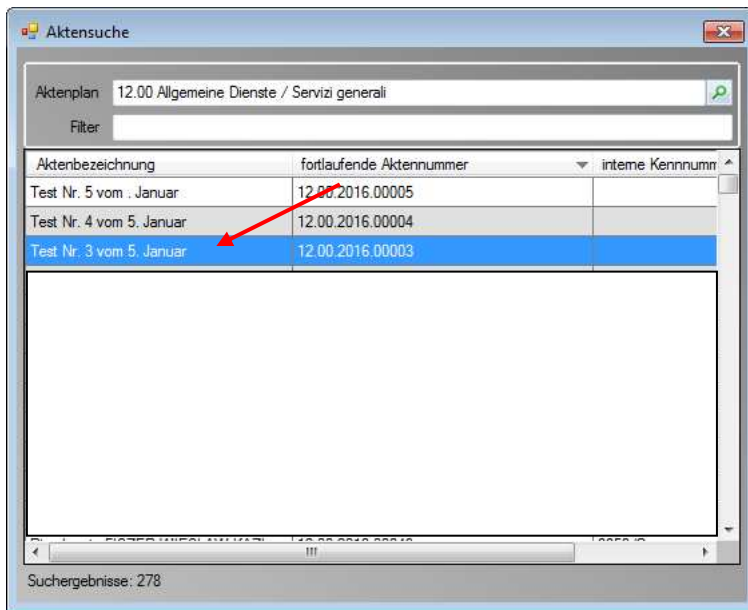 Aktensuche
Aktenplan 12.00 Allgemeine Dienste / Servizi generali
Filter
Aktenbezeichnung fortlaufende Aktennummer interne Kennnumm
Test Nr. 5 vom . Januar 12.00.2016.00005
Test Nr. 4 vom 5. Januar 12.00.2016.00004
Test Nr. 3 vom 5. Januar 12.00.2016.00003
Suchergebnisse: 278